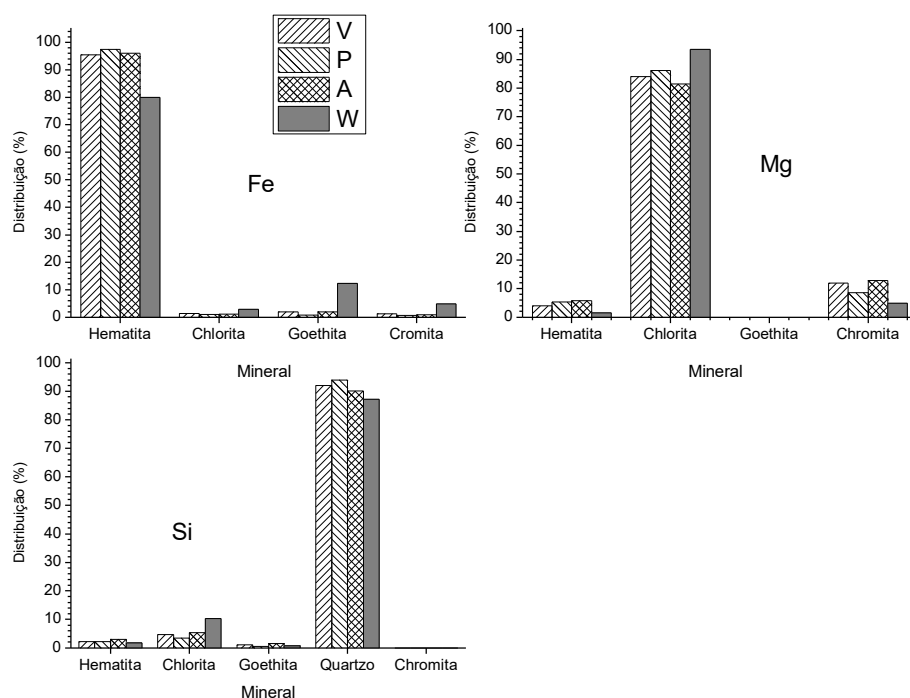 V
P
A
W
100
90
80
70
60
50
40
30
20
10
0
Distribuição (%)
Fe
Hematita Chlorita Goethita Cromita
Mineral
100
90
80
70
60
50
40
30
20
10
0
Distribuição (%)
Mg
Hematita Chlorita Goethita Chromita
Mineral
100
90
80
70
60
50
40
30
20
10
0
Distribuição (%)
Si
Hematita Chlorita Goethita Quartzo Chromita
Mineral